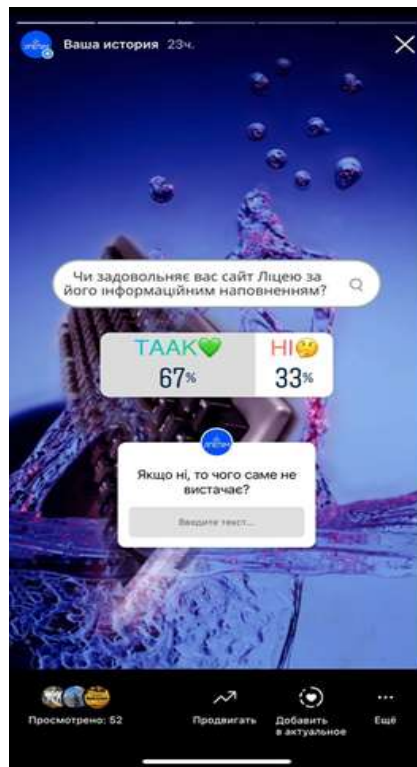 Ваша история 23ч.
Чи задовольняє вас сайт Ліцею за
його інформаційним наповненням?
ТААК💚 НІ🤔
67% 33%
Якщо ні, то чого саме не
вистачає?
Введите текст...
Просмотрено: 52
Продвигать
Добавить
в актуальное
Ещё